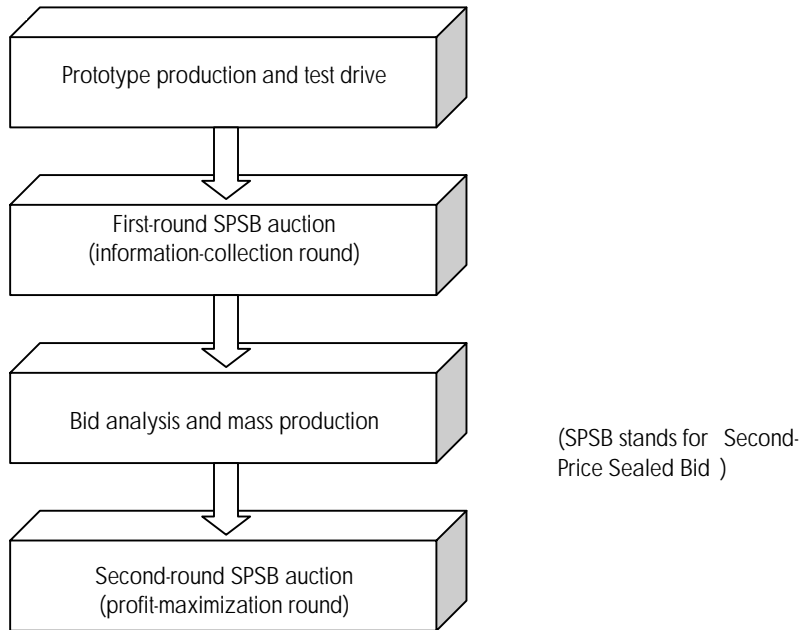 Prototype production and test drive
First-round SPSB auction
(information-collection round)
Bid analysis and mass production
(SPSB stands for Second-
Price Sealed Bid )
Second-round SPSB auction
(profit-maximization round)